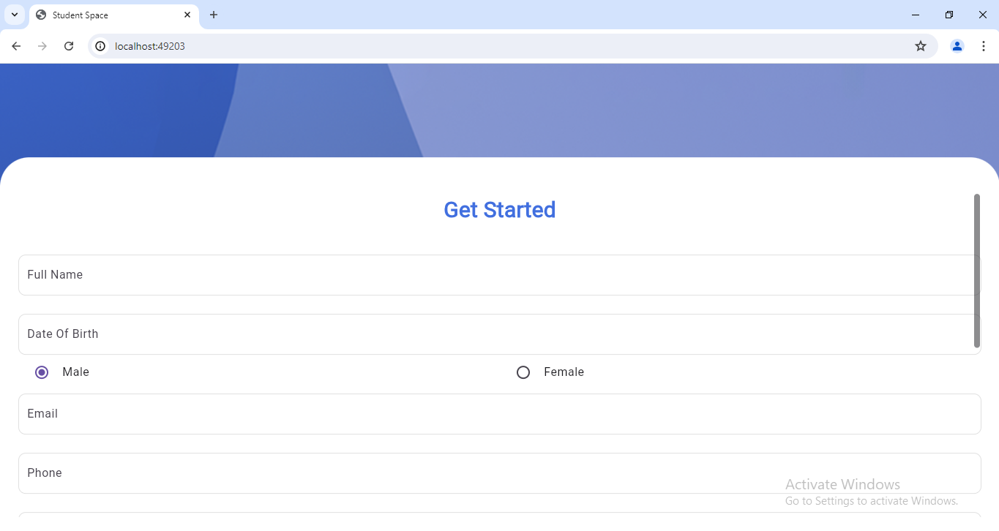 Student Space
localhost:49203
Get Started
Full Name
Date Of Birth
Male
Female
Email
Phone
Activate Windows
Go to Settings to activate Windows.